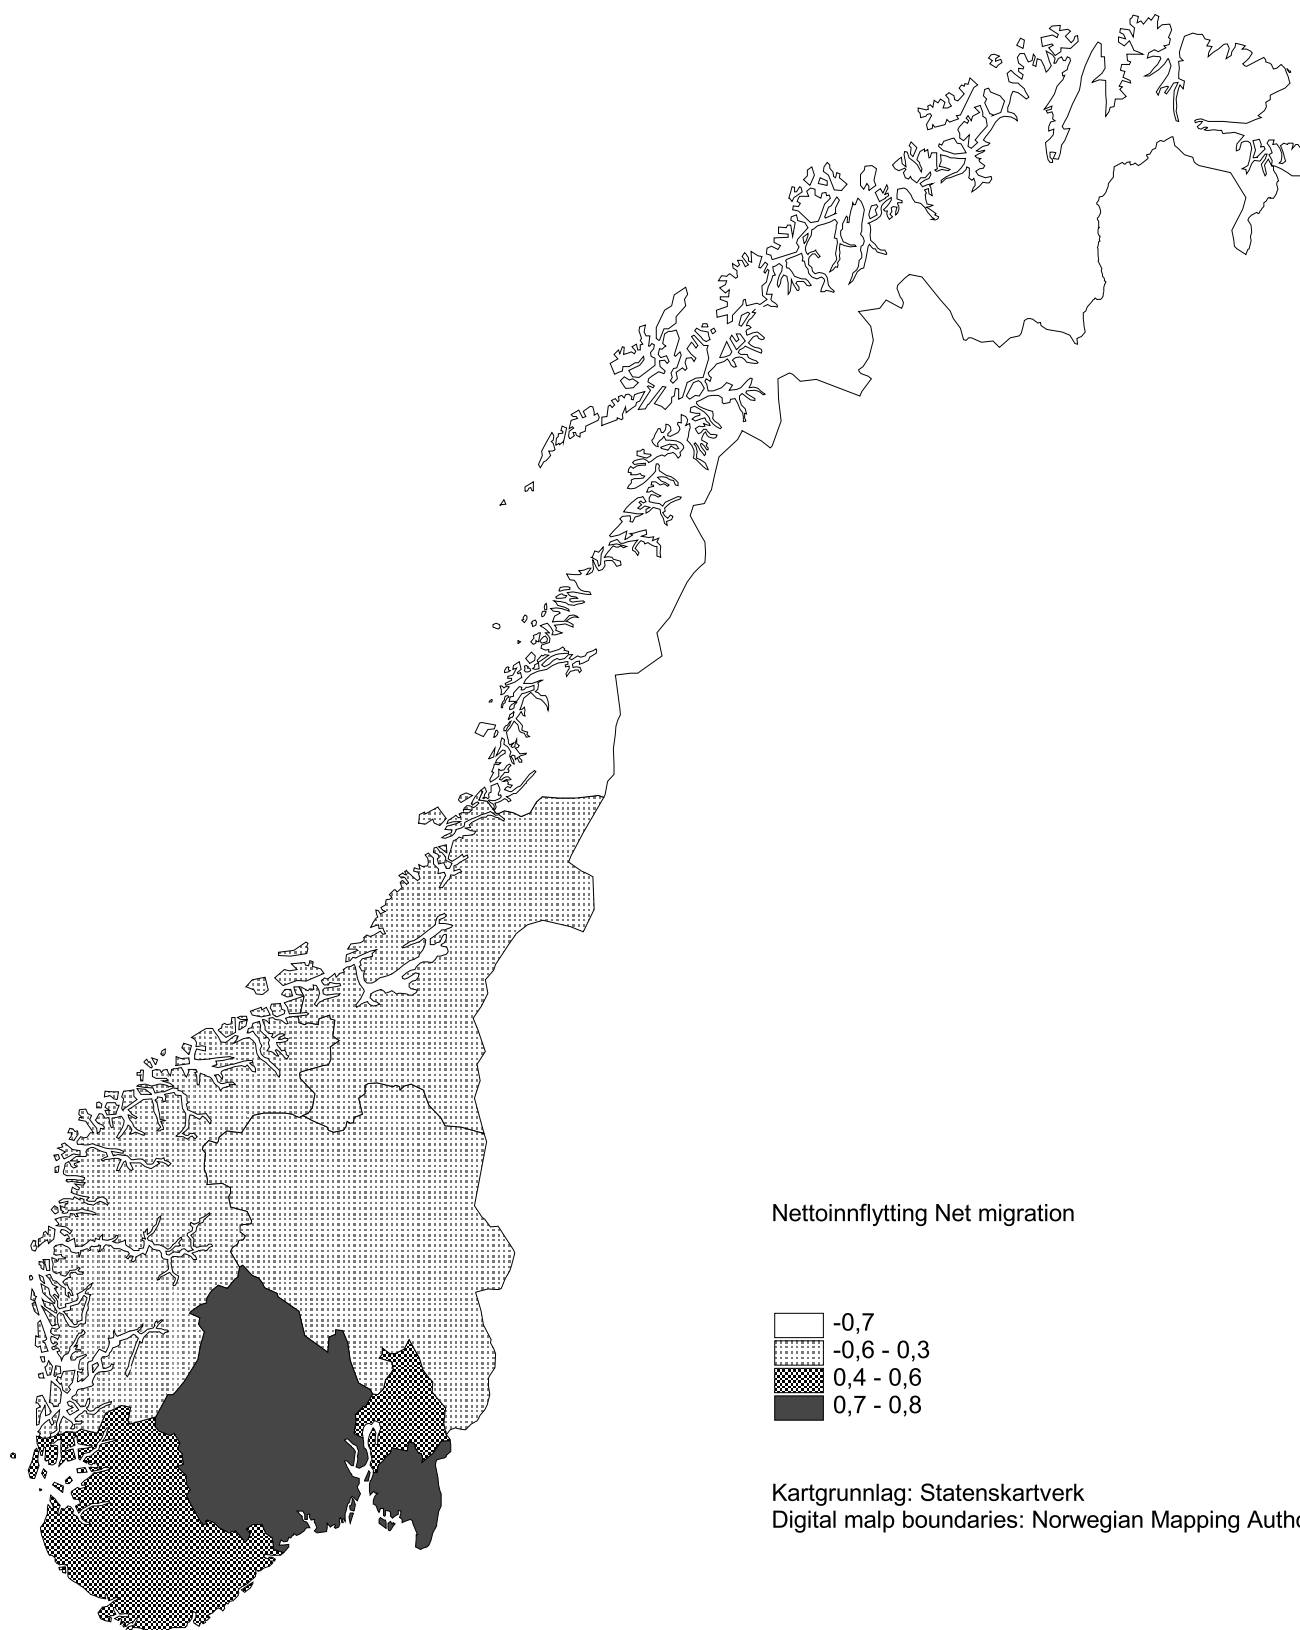 Nettoinnflytting Net migration
-0,7
-0,6 - 0,3
0,4 - 0,6
0,7 - 0,8
Kartgrunnlag: Statenskartverk
Digital malp boundaries: Norwegian Mapping Autho